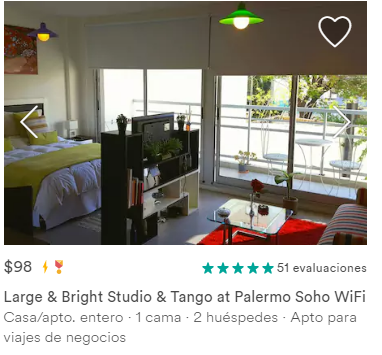 $98
51 evaluaciones
Large & Bright Studio & Tango at Palermo Soho WiFi
Casa/apto. entero · 1 cama · 2 huéspedes · Apto para
viajes de negocios